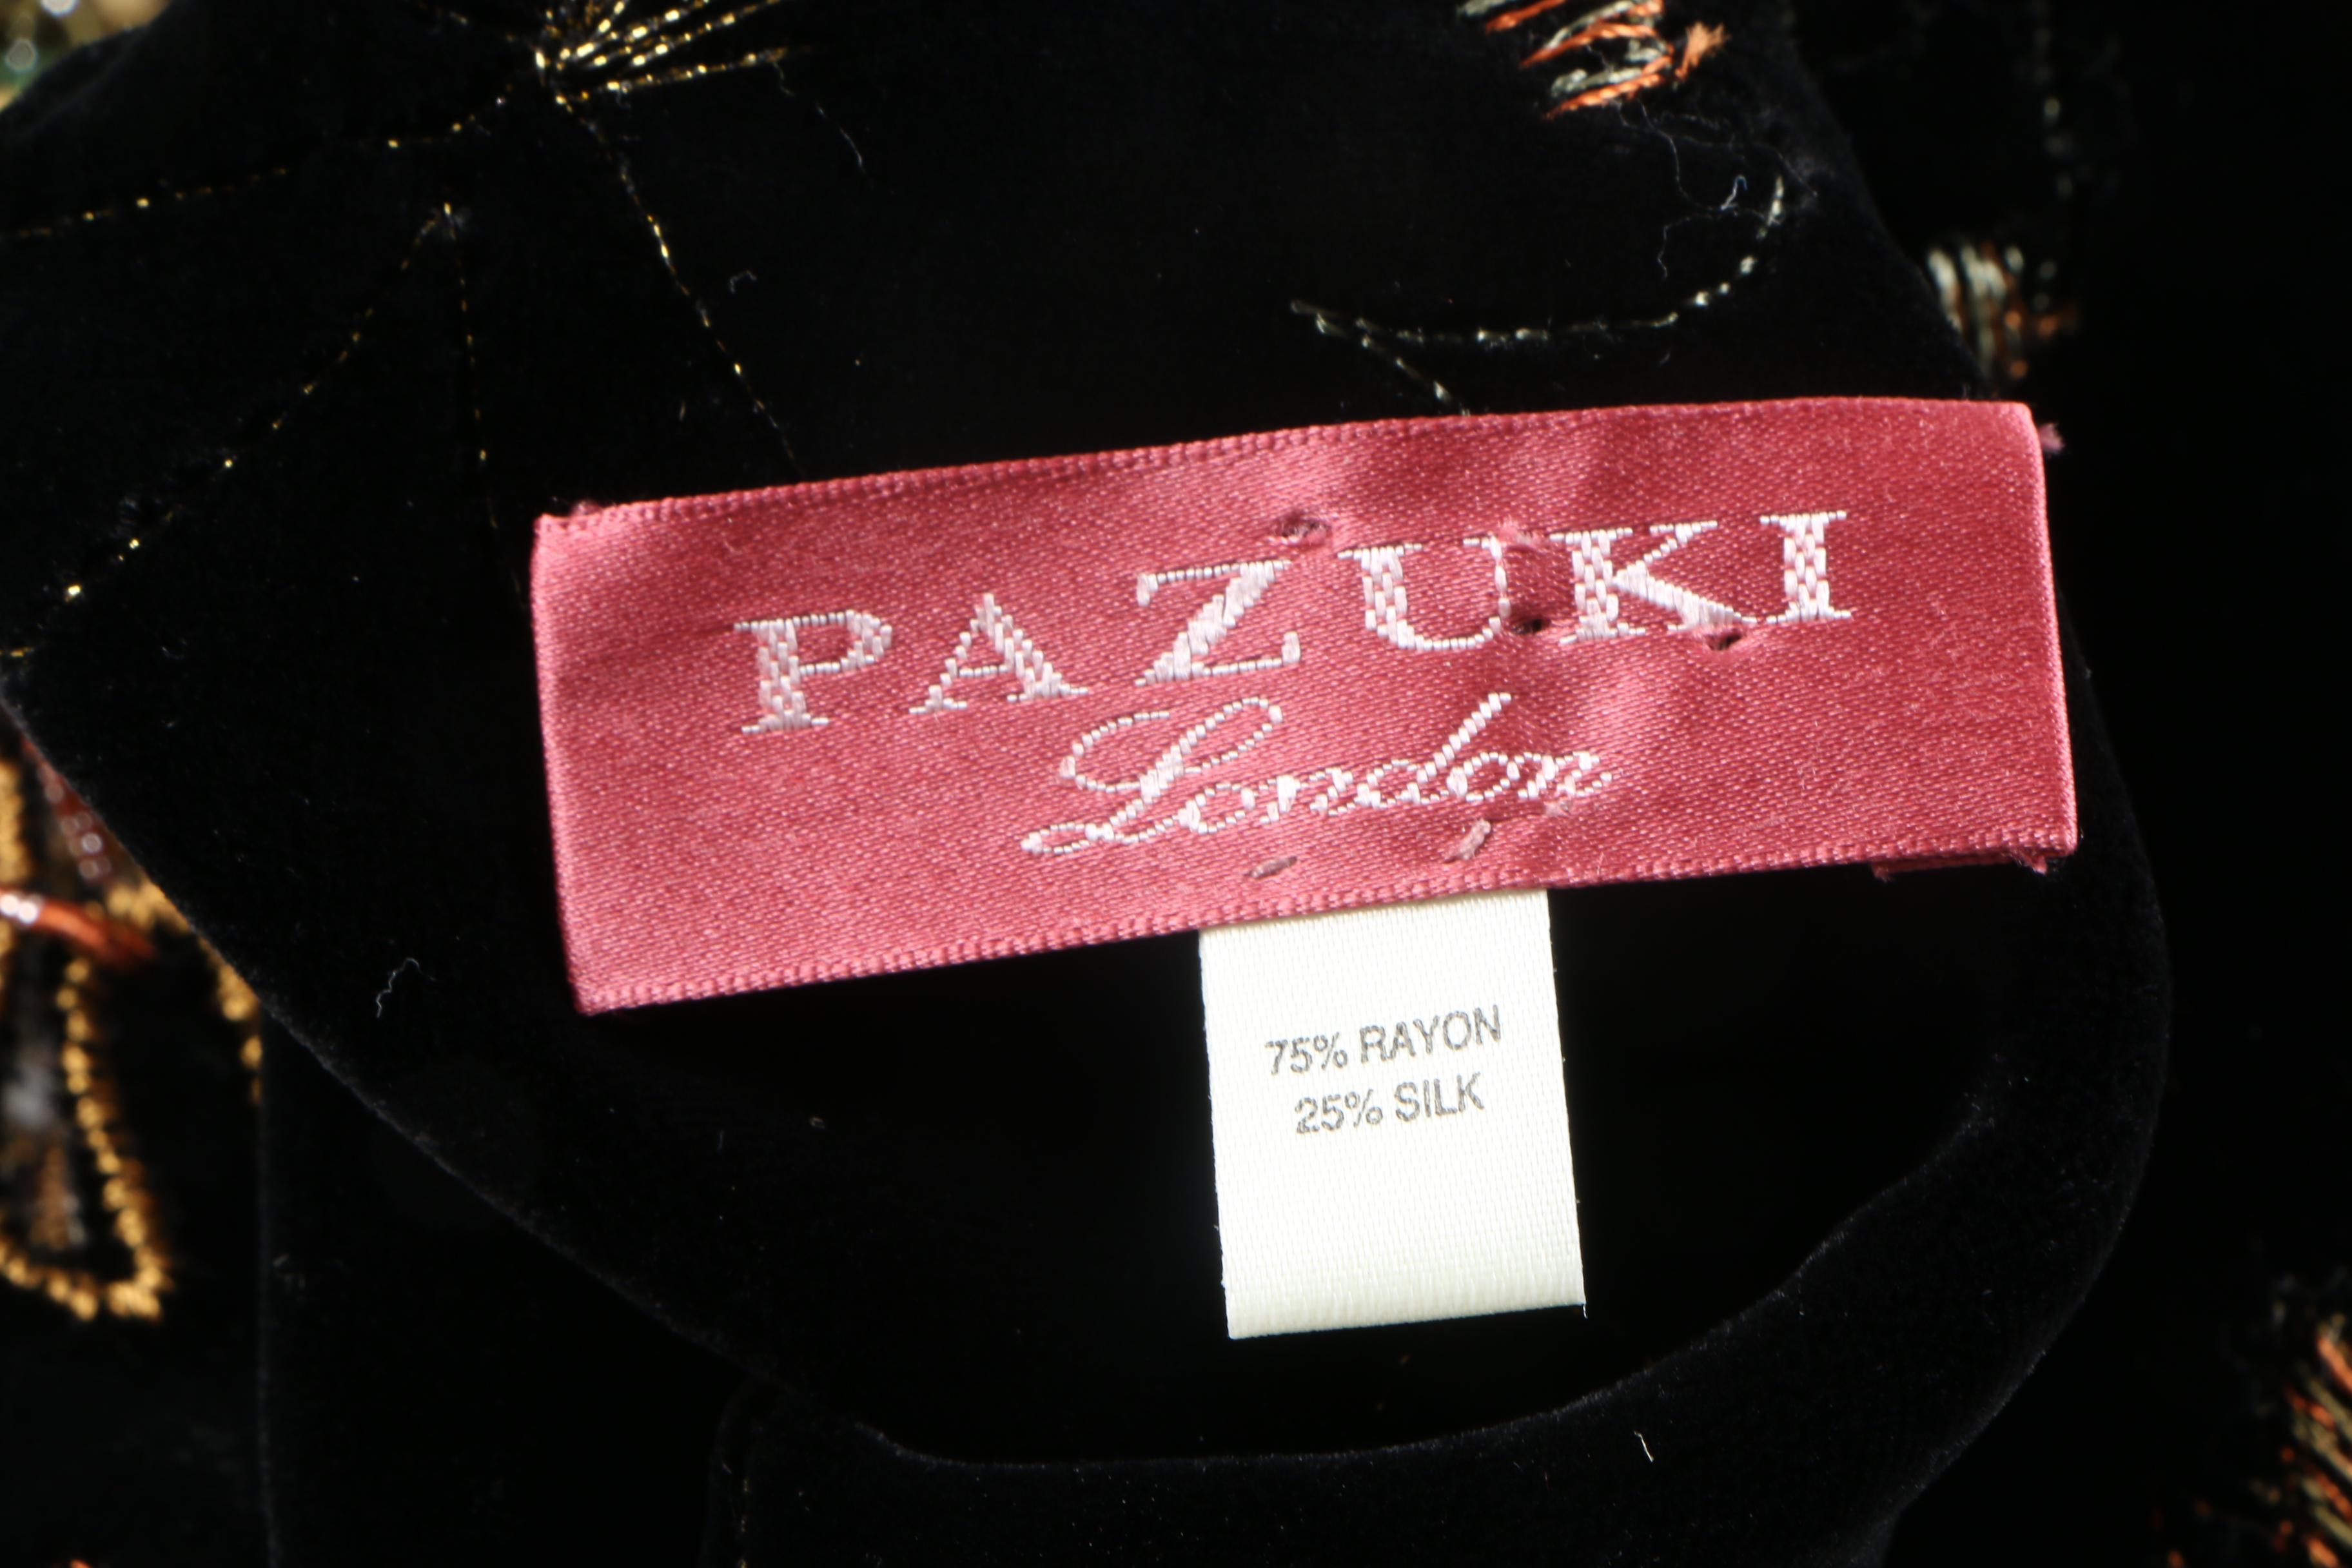 PAZUKI
London
75% RAYON
25% SILK